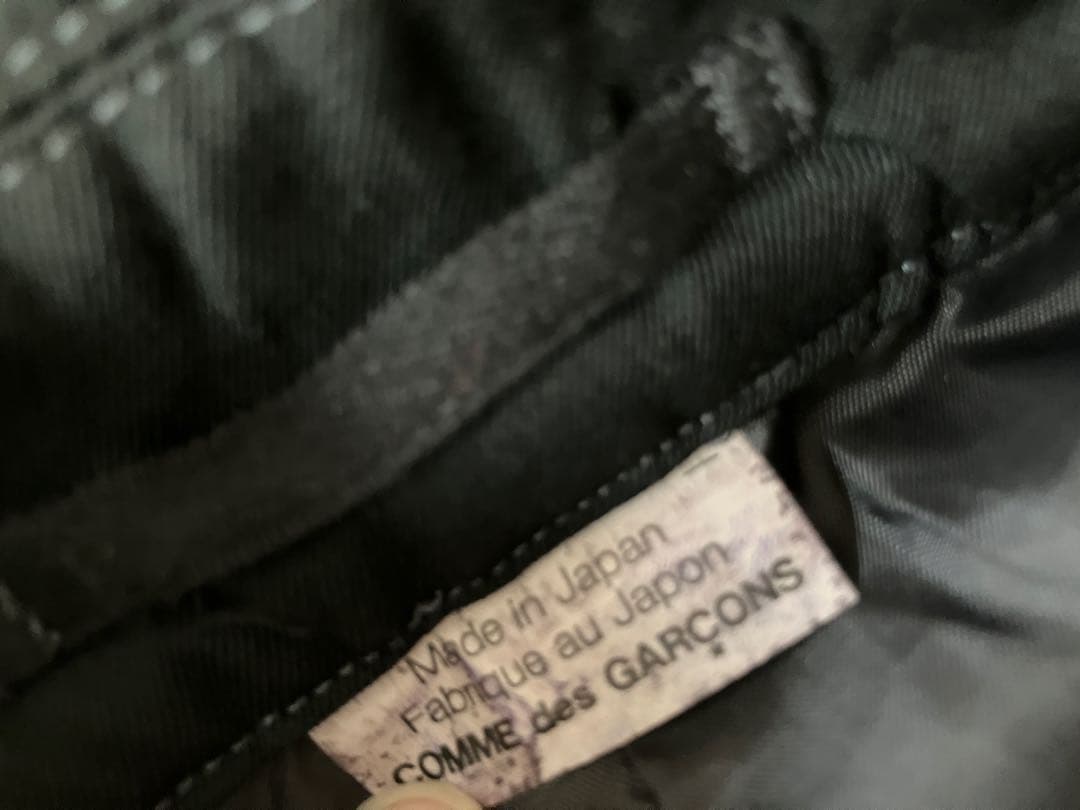 Made in Japan
Fabrique au Japon
COMME des GARÇONS